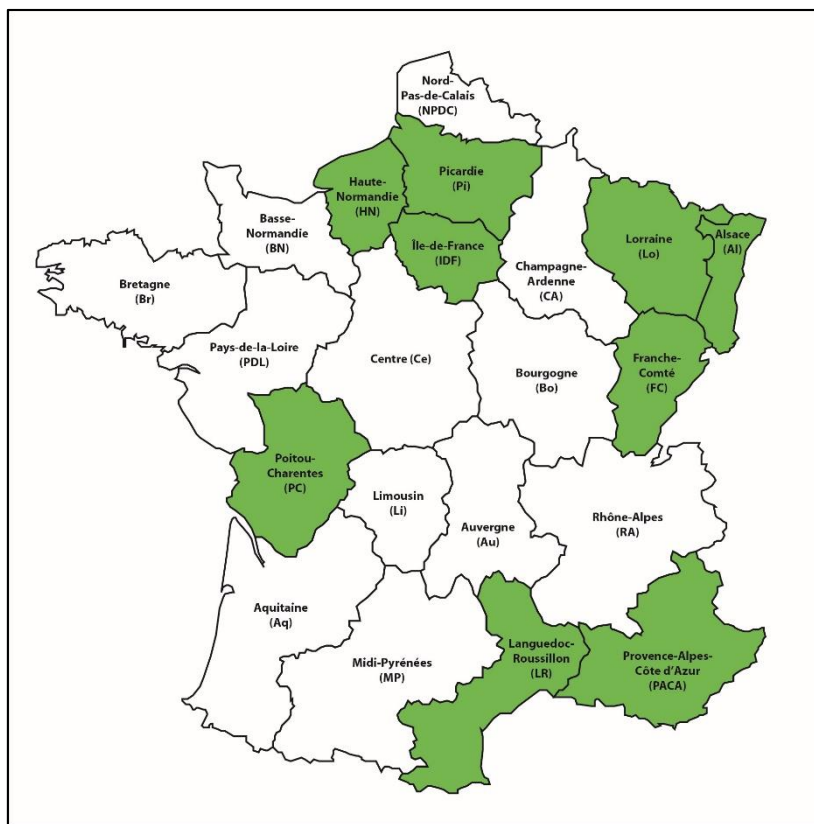 Nord-
Pas-de-Calais
(NPDC)
Picardie
(Pi)
Haute-
Normandie
(HN)
Basse-
Normandie
(BN)
Île-de-France
(IDF)
Champagne-
Ardenne
(CA)
Lorraine
(Lo)
Alsace
(Al)
Bretagne
(Br)
Pays-de-la-Loire
(PDL)
Centre (Ce)
Bourgogne
(Bo)
Franche-
Comté
(FC)
Poitou-
Charentes
(PC)
Limousin
(Li)
Auvergne
(Au)
Rhône-Alpes
(RA)
Aquitaine
(Aq)
Midi-Pyrénées
(MP)
Languedoc-
Roussillon
(LR)
Provence-Alpes-
Côte d'Azur
(PACA)